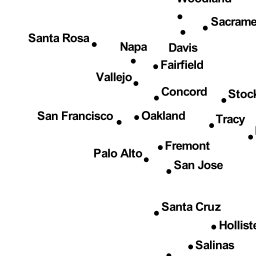 Woodland
Sacrame
Santa Rosa
Napa
Davis
Fairfield
Vallejo
Concord
Stock
San Francisco
Oakland
Tracy
Fremont
Palo Alto
San Jose
Santa Cruz
Holliste
Salinas